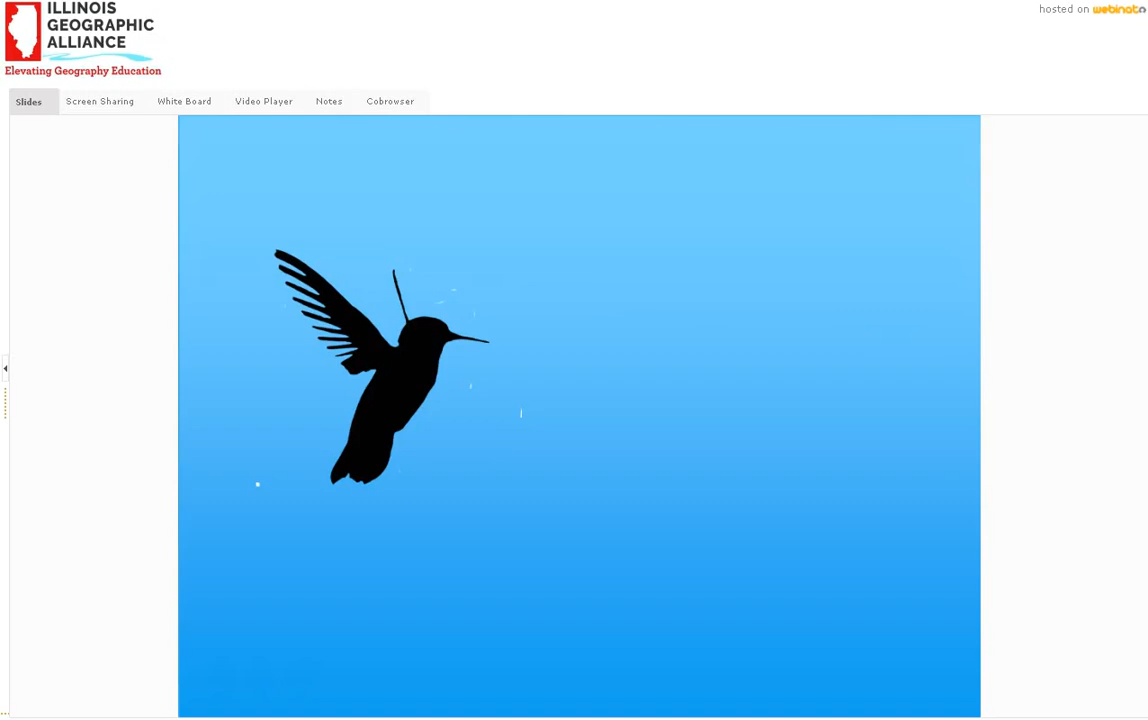 ILLINOIS
GEOGRAPHIC
ALLIANCE
Elevating Geography Education
hosted on webinato
Slides Screen Sharing White Board Video Player Notes Cobrowser